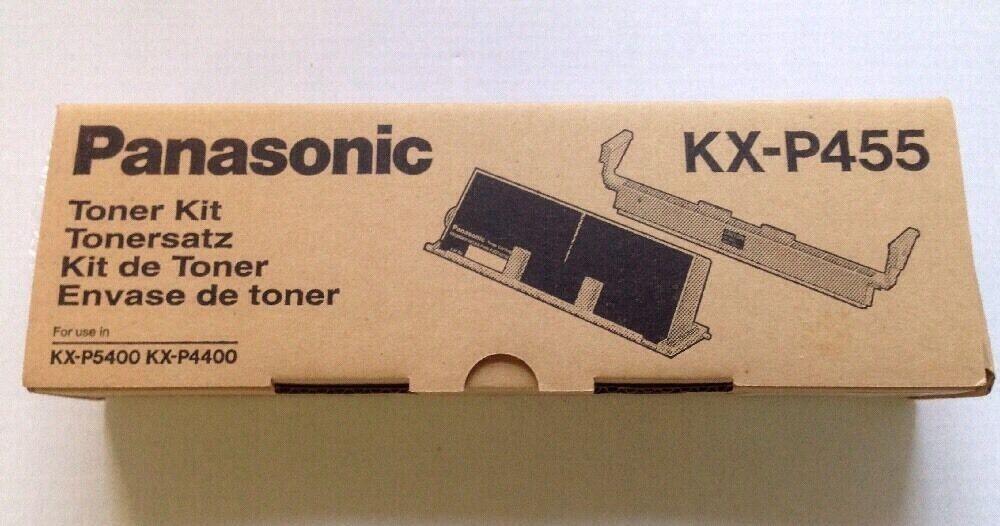 Panasonic
KX-P455
Toner Kit
Tonersatz
Kit de Toner
Envase de toner
For use in
KX-P5400 KX-P4400
Panasonic